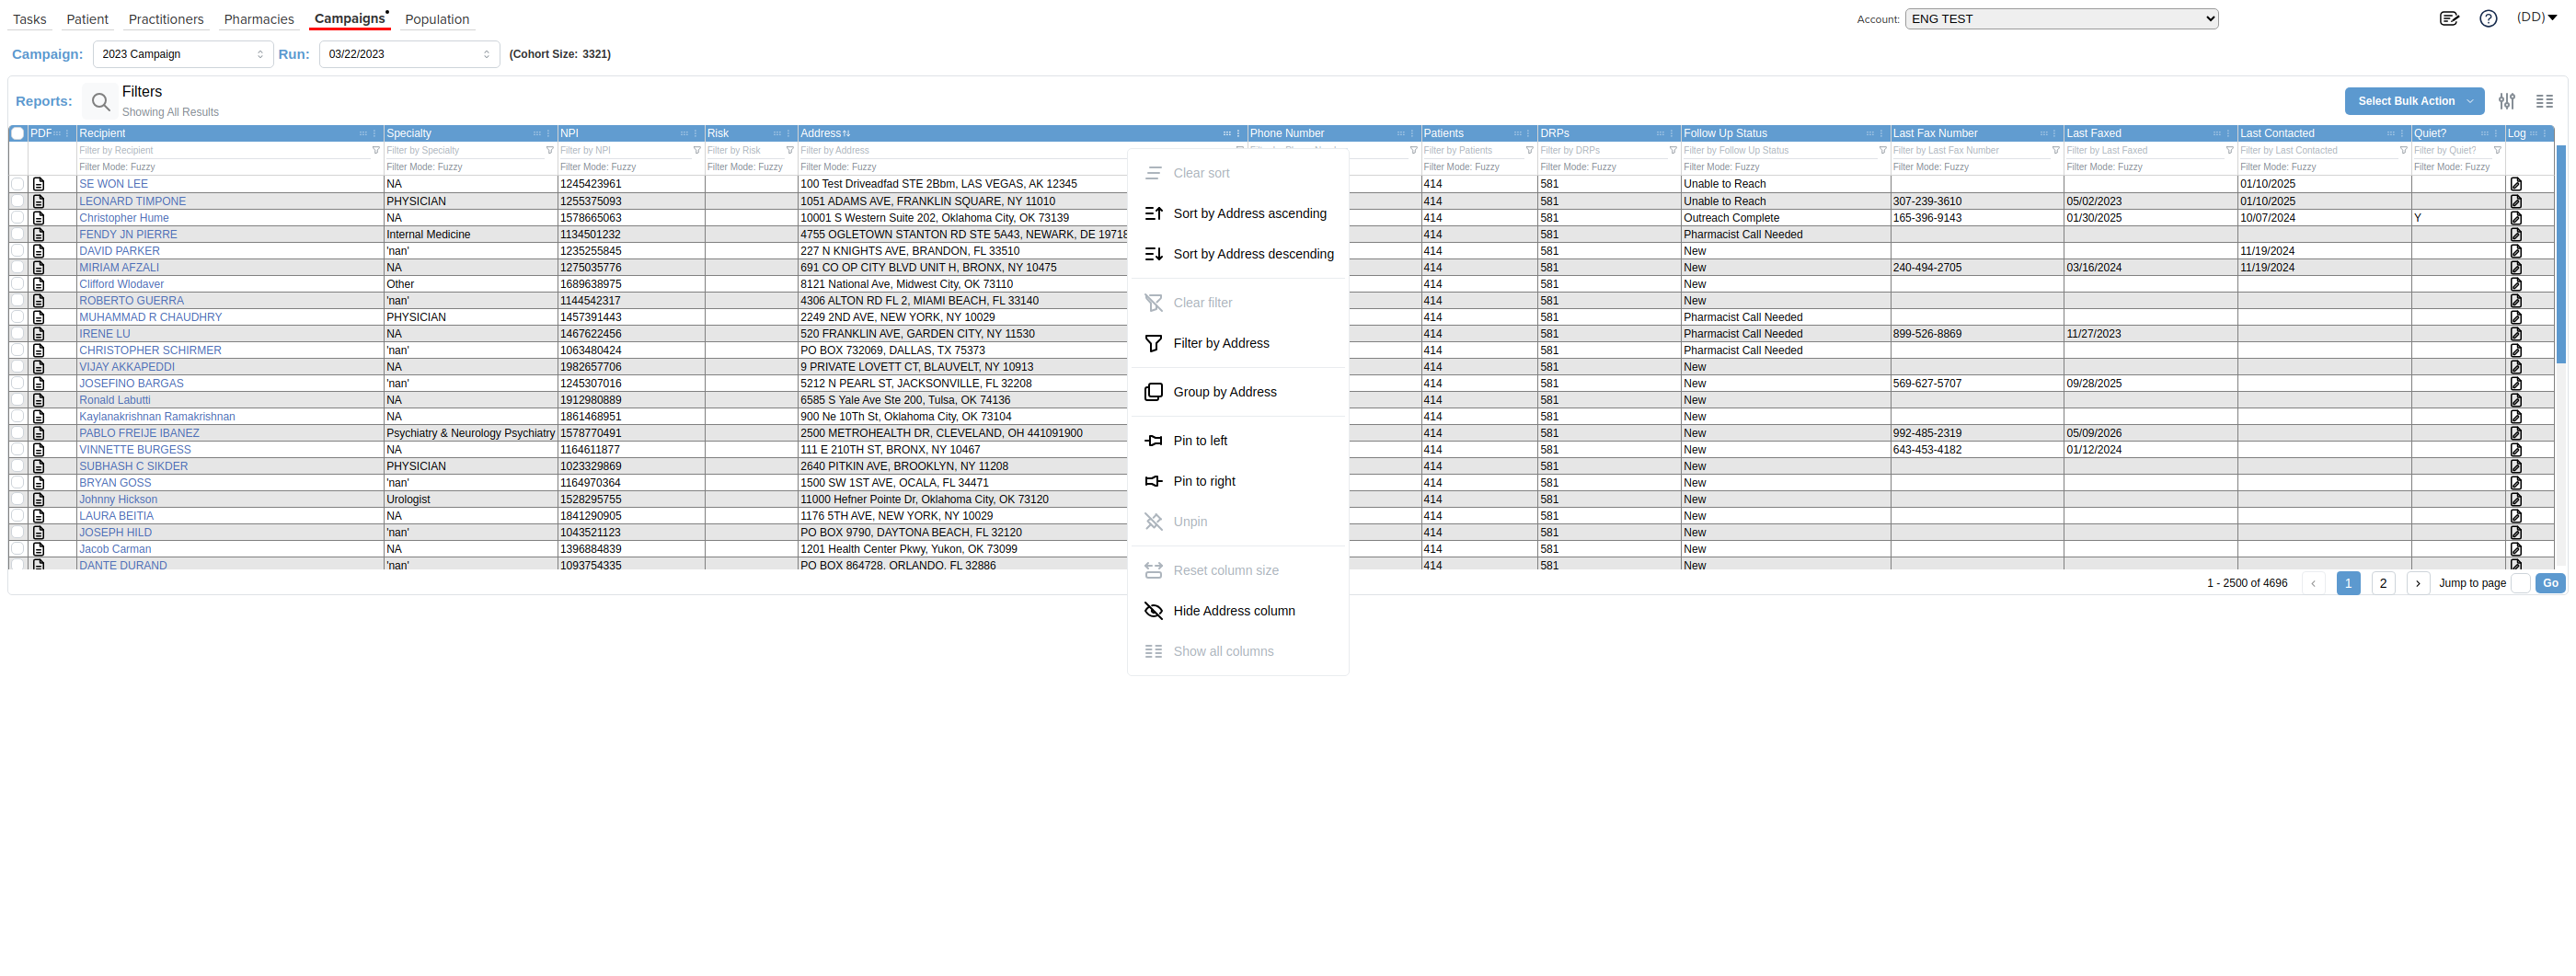 Tasks Patient Practitioners Pharmacies Campaigns Population Account: ENG TEST (DD)
Campaign: 2023 Campaign Run: 03/22/2023 (Cohort Size: 3321)
Reports: Filters
Showing All Results
Select Bulk Action
PDF Recipient Specialty NPI Risk Address Phone Number Patients DRPs Follow Up Status Last Fax Number Last Faxed Last Contacted Quiet? Log
Filter by Recipient Filter by Specialty Filter by NPI Filter by Risk Filter by Address Filter by Patients Filter by DRPs Filter by Follow Up Status Filter by Last Fax Number Filter by Last Faxed Filter by Last Contacted Filter by Quiet?
Filter Mode: Fuzzy Filter Mode: Fuzzy Filter Mode: Fuzzy Filter Mode: Fuzzy Filter Mode: Fuzzy Filter Mode: Fuzzy Filter Mode: Fuzzy Filter Mode: Fuzzy Filter Mode: Fuzzy Filter Mode: Fuzzy Filter Mode: Fuzzy Filter Mode: Fuzzy
SE WON LEE NA 1245423961 100 Test Driveadfad STE 2Bbm, LAS VEGAS, AK 12345 414 581 Unable to Reach 01/10/2025
LEONARD TIMPONE PHYSICIAN 1255375093 1051 ADAMS AVE, FRANKLIN SQUARE, NY 11010 414 581 Unable to Reach 307-239-3610 05/02/2023 01/10/2025
Christopher Hume NA 1578665063 10001 S Western Suite 202, Oklahoma City, OK 73139 414 581 Outreach Complete 165-396-9143 01/30/2025 10/07/2024 Y
FENDY JN PIERRE Internal Medicine 1134501232 4755 OGLETOWN STANTON RD STE 5A43, NEWARK, DE 19718 414 581 Pharmacist Call Needed
DAVID PARKER 'nan' 1235255845 227 N KNIGHTS AVE, BRANDON, FL 33510 414 581 New 11/19/2024
MIRIAM AFZALI NA 1275035776 691 CO OP CITY BLVD UNIT H, BRONX, NY 10475 414 581 New 240-494-2705 03/16/2024 11/19/2024
Clifford Wlodaver Other 1689638975 8121 National Ave, Midwest City, OK 73110 414 581 New
ROBERTO GUERRA 'nan' 1144542317 4306 ALTON RD FL 2, MIAMI BEACH, FL 33140 414 581 New
MUHAMMAD R CHAUDHRY PHYSICIAN 1457391443 2249 2ND AVE, NEW YORK, NY 10029 414 581 Pharmacist Call Needed
IRENE LU NA 1467622456 520 FRANKLIN AVE, GARDEN CITY, NY 11530 414 581 Pharmacist Call Needed 899-526-8869 11/27/2023
CHRISTOPHER SCHIRMER 'nan' 1063480424 PO BOX 732069, DALLAS, TX 75373 414 581 Pharmacist Call Needed
VIJAY AKKAPEDDI NA 1982657706 9 PRIVATE LOVETT CT, BLAUVELT, NY 10913 414 581 New
JOSEFINO BARGAS 'nan' 1245307016 5212 N PEARL ST, JACKSONVILLE, FL 32208 414 581 New 569-627-5707 09/28/2025
Ronald Labutti NA 1912980889 6585 S Yale Ave Ste 200, Tulsa, OK 74136 414 581 New
Kaylanakrishnan Ramakrishnan NA 1861468951 900 Ne 10Th St, Oklahoma City, OK 73104 414 581 New
PABLO FREIJE IBANEZ Psychiatry & Neurology Psychiatry 1578770491 2500 METROHEALTH DR, CLEVELAND, OH 441091900 414 581 New 992-485-2319 05/09/2026
VINNETTE BURGESS NA 1164611877 111 E 210TH ST, BRONX, NY 10467 414 581 New 643-453-4182 01/12/2024
SUBHASH C SIKDER PHYSICIAN 1023329869 2640 PITKIN AVE, BROOKLYN, NY 11208 414 581 New
BRYAN GOSS 'nan' 1164970364 1500 SW 1ST AVE, OCALA, FL 34471 414 581 New
Johnny Hickson Urologist 1528295755 11000 Hefner Pointe Dr, Oklahoma City, OK 73120 414 581 New
LAURA BEITIA NA 1841290905 1176 5TH AVE, NEW YORK, NY 10029 414 581 New
JOSEPH HILD 'nan' 1043521123 PO BOX 9790, DAYTONA BEACH, FL 32120 414 581 New
Jacob Carman NA 1396884839 1201 Health Center Pkwy, Yukon, OK 73099 414 581 New
DANTE DURAND 'nan' 1093754335 PO BOX 864728, ORLANDO, FL 32886 414 581 New
Clear sort
Sort by Address ascending
Sort by Address descending
Clear filter
Filter by Address
Group by Address
Pin to left
Pin to right
Unpin
Reset column size
Hide Address column
Show all columns
1 - 2500 of 4696 1 2 Jump to page Go